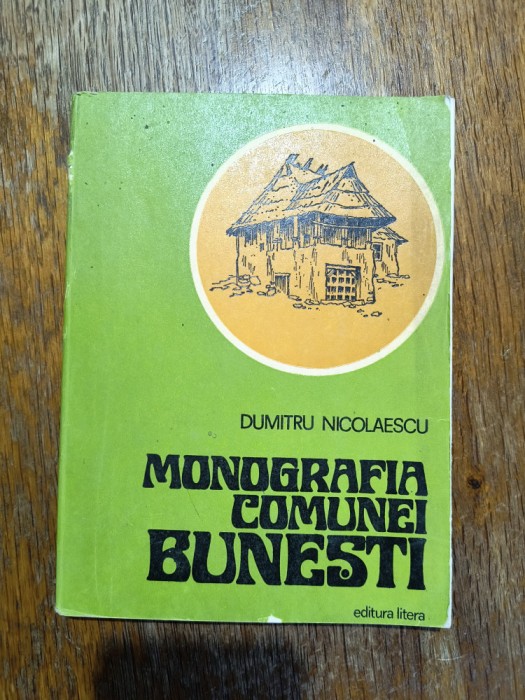 DUMITRU NICOLAESCU
MONOGRAFIA
COMUNEI
BUNESTI
editura litera